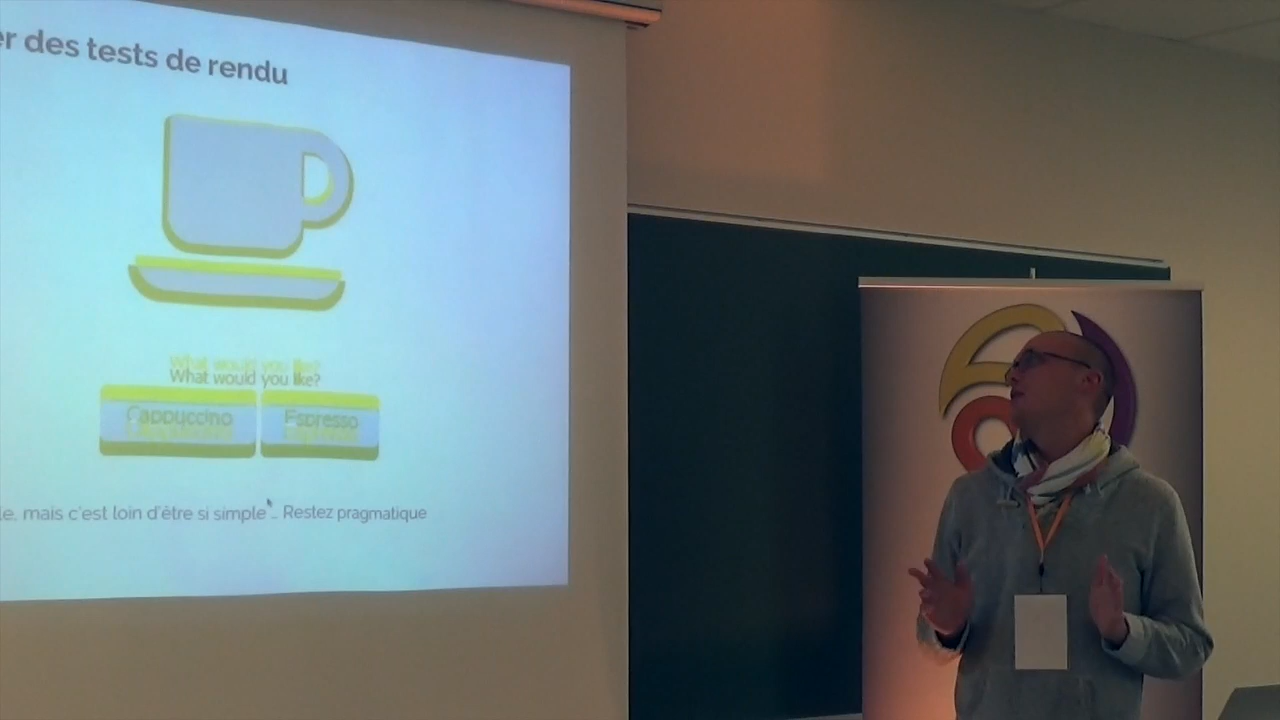 er des tests de rendu
What would you like?
What would you like?
Cappuccino Espresso
le, mais c'est loin d'être si simple... Restez pragmatique